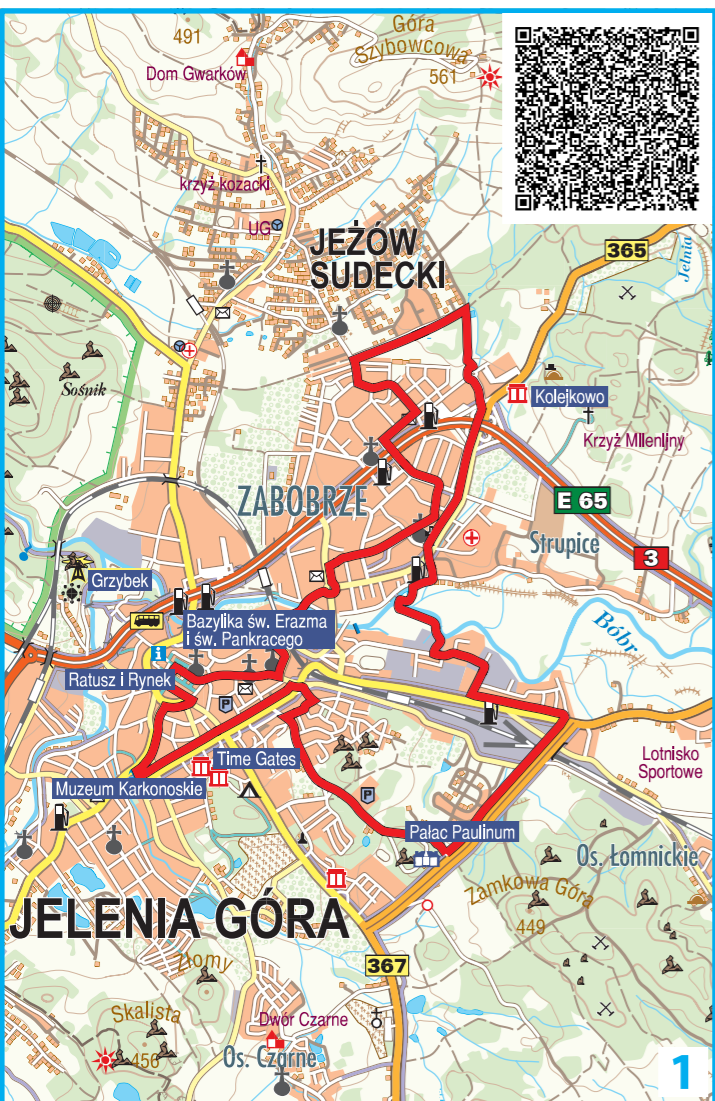 491
Góra
Szybowcowa
561
Dom Gwarków
krzyż kozacki
UG
JEŻÓW
SUDECKI
365
Jelnia
Sośnik
Kolejkowo
Krzyż Milenijny
ZABOBRZE
E 65
Strupice
3
Grzybek
Bazylika św. Erazma
i św. Pankracego
Bóbr
i
Ratusz i Rynek
P
Time Gates
Lotnisko
Sportowe
Muzeum Karkonoskie
P
Pałac Paulinum
Os. Łomnickie
Zamkowa Góra
449
JELENIA GÓRA
367
Złomy
Skalista
456
Dwór Czarne
Os. Czarne
1